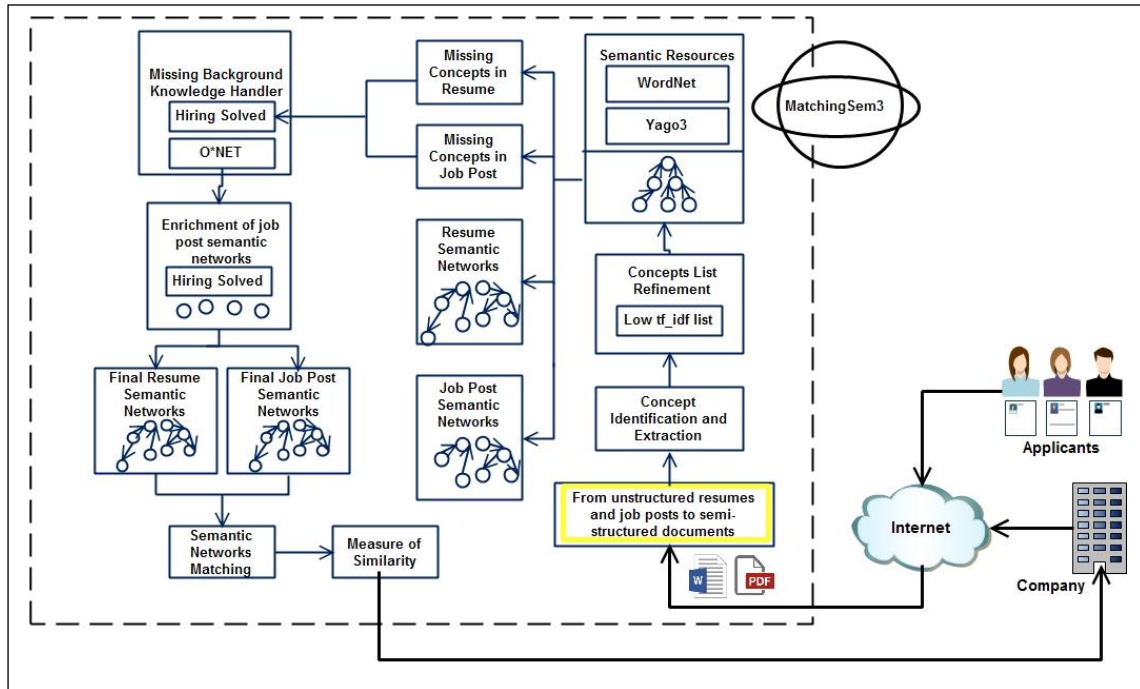 Missing Background
Knowledge Handler
Hiring Solved
O*NET
Enrichment of job
post semantic
networks
Hiring Solved
Final Resume
Semantic
Networks
Final Job Post
Semantic
Networks
Semantic
Networks
Matching
Measure of
Similarity
Missing
Concepts in
Resume
Missing
Concepts in
Job Post
Resume
Semantic
Networks
Job Post
Semantic
Networks
Semantic Resources
WordNet
Yago3
Concepts List
Refinement
Low tf_idf list
Concept
Identification and
Extraction
From unstructured resumes
and job posts to semi-
structured documents
W
PDF
MatchingSem3
Applicants
Internet
Company